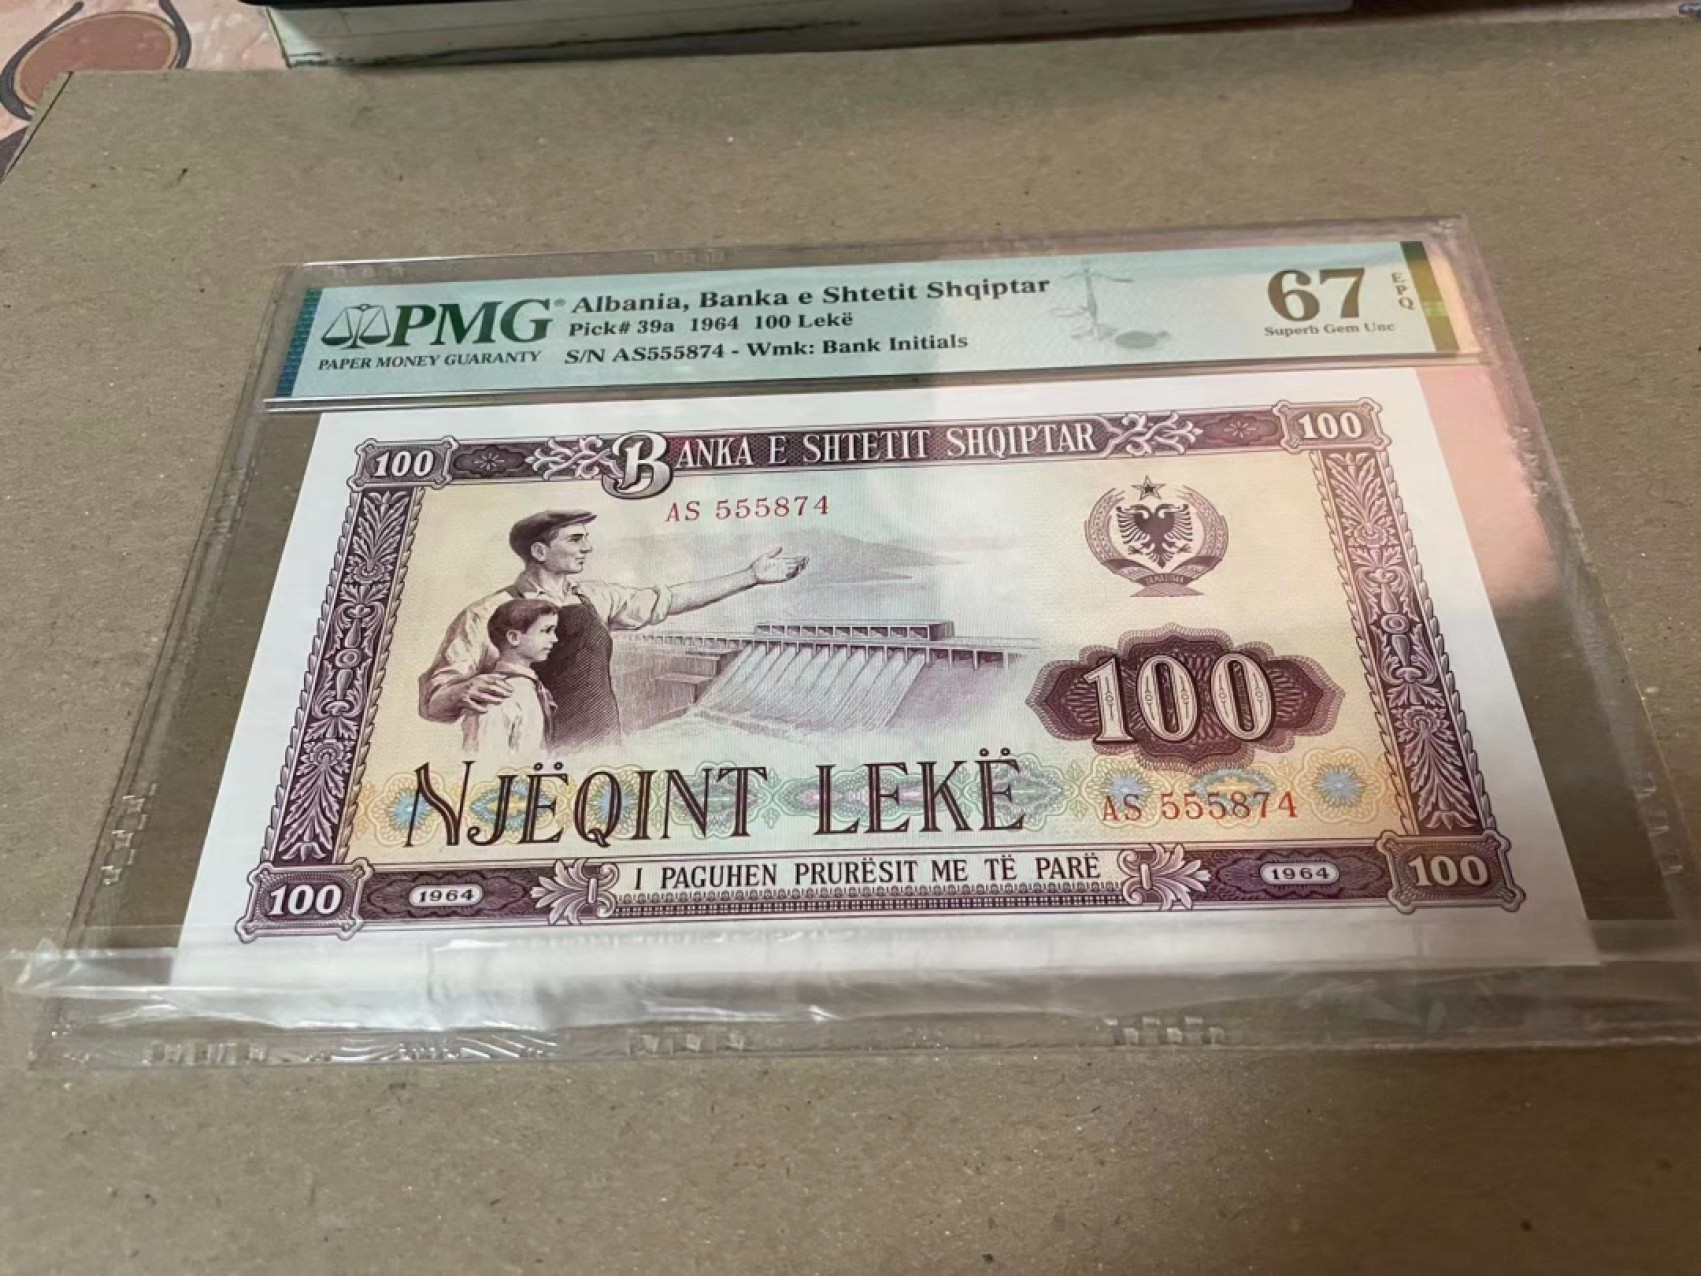 PMG® Albania, Banka e Shtetit Shqiptar
PAPER MONEY GUARANTY
Pick# 39a 1964 100 Lekë
S/N AS555874 - Wmk: Bank Initials
67 EPQ
Superb Gem Unc
100 BANKA E SHTETIT SHQIPTAR 100
AS 555874
100
NJËQINT LEKË
AS 555874
I PAGUHEN PRURËSIT ME TË PARË
100 1964 1964 100